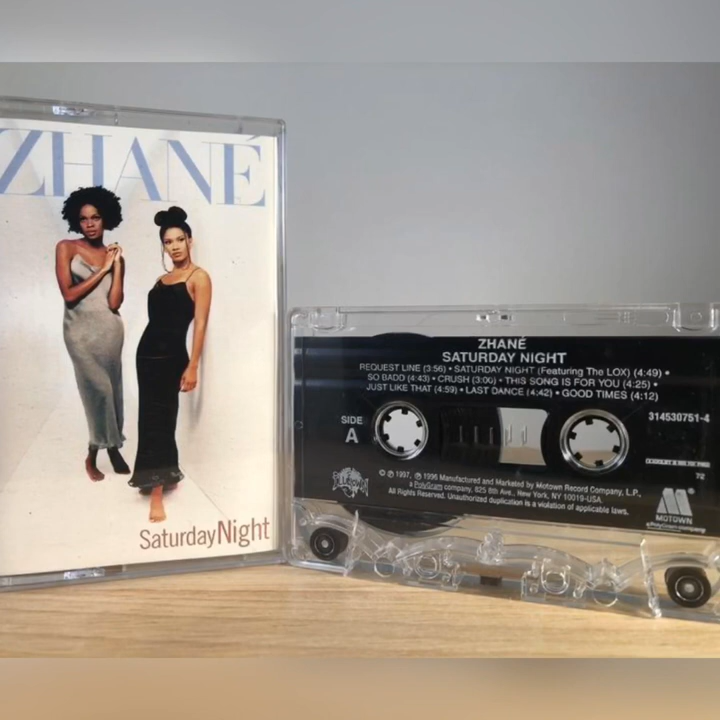 ZHANÉ
SaturdayNight
ZHANÉ
SATURDAY NIGHT
REQUEST LINE (3:56) • SATURDAY NIGHT (Featuring The LOX) (4:49) •
SO BADD (4:43) • CRUSH (3:00) • THIS SONG IS FOR YOU (4:25) •
JUST LIKE THAT (4:59) • LAST DANCE (4:42) • GOOD TIMES (4:12)
SIDE
A
314530751-4
72
© ℗ 1997, ℗ 1996 Manufactured and Marketed by Motown Record Company, L.P.,
a PolyGram company, 825 8th Ave., New York, NY 10019-USA.
All Rights Reserved. Unauthorized duplication is a violation of applicable laws.
MOTOWN
a PolyGram company